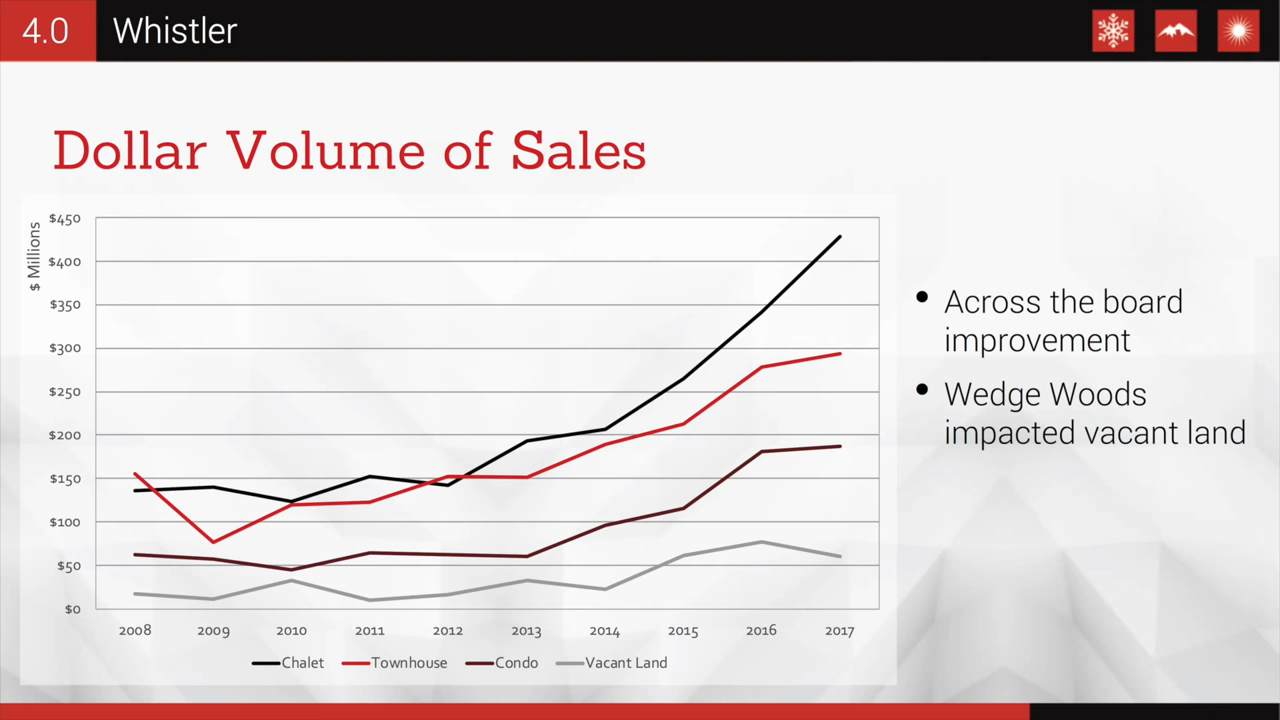 4.0 Whistler
Dollar Volume of Sales
$ Millions
$450
$400
$350
$300
$250
$200
$150
$100
$50
$0
2008 2009 2010 2011 2012 2013 2014 2015 2016 2017
Chalet Townhouse Condo Vacant Land
• Across the board
improvement
• Wedge Woods
impacted vacant land